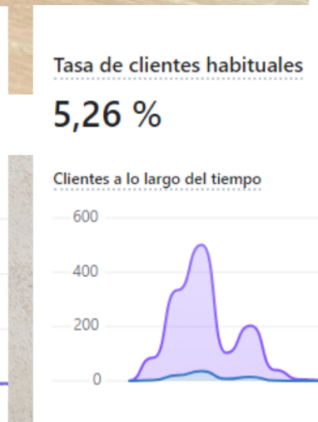 Tasa de clientes habituales
5,26 %
Clientes a lo largo del tiempo
600
400
200
0